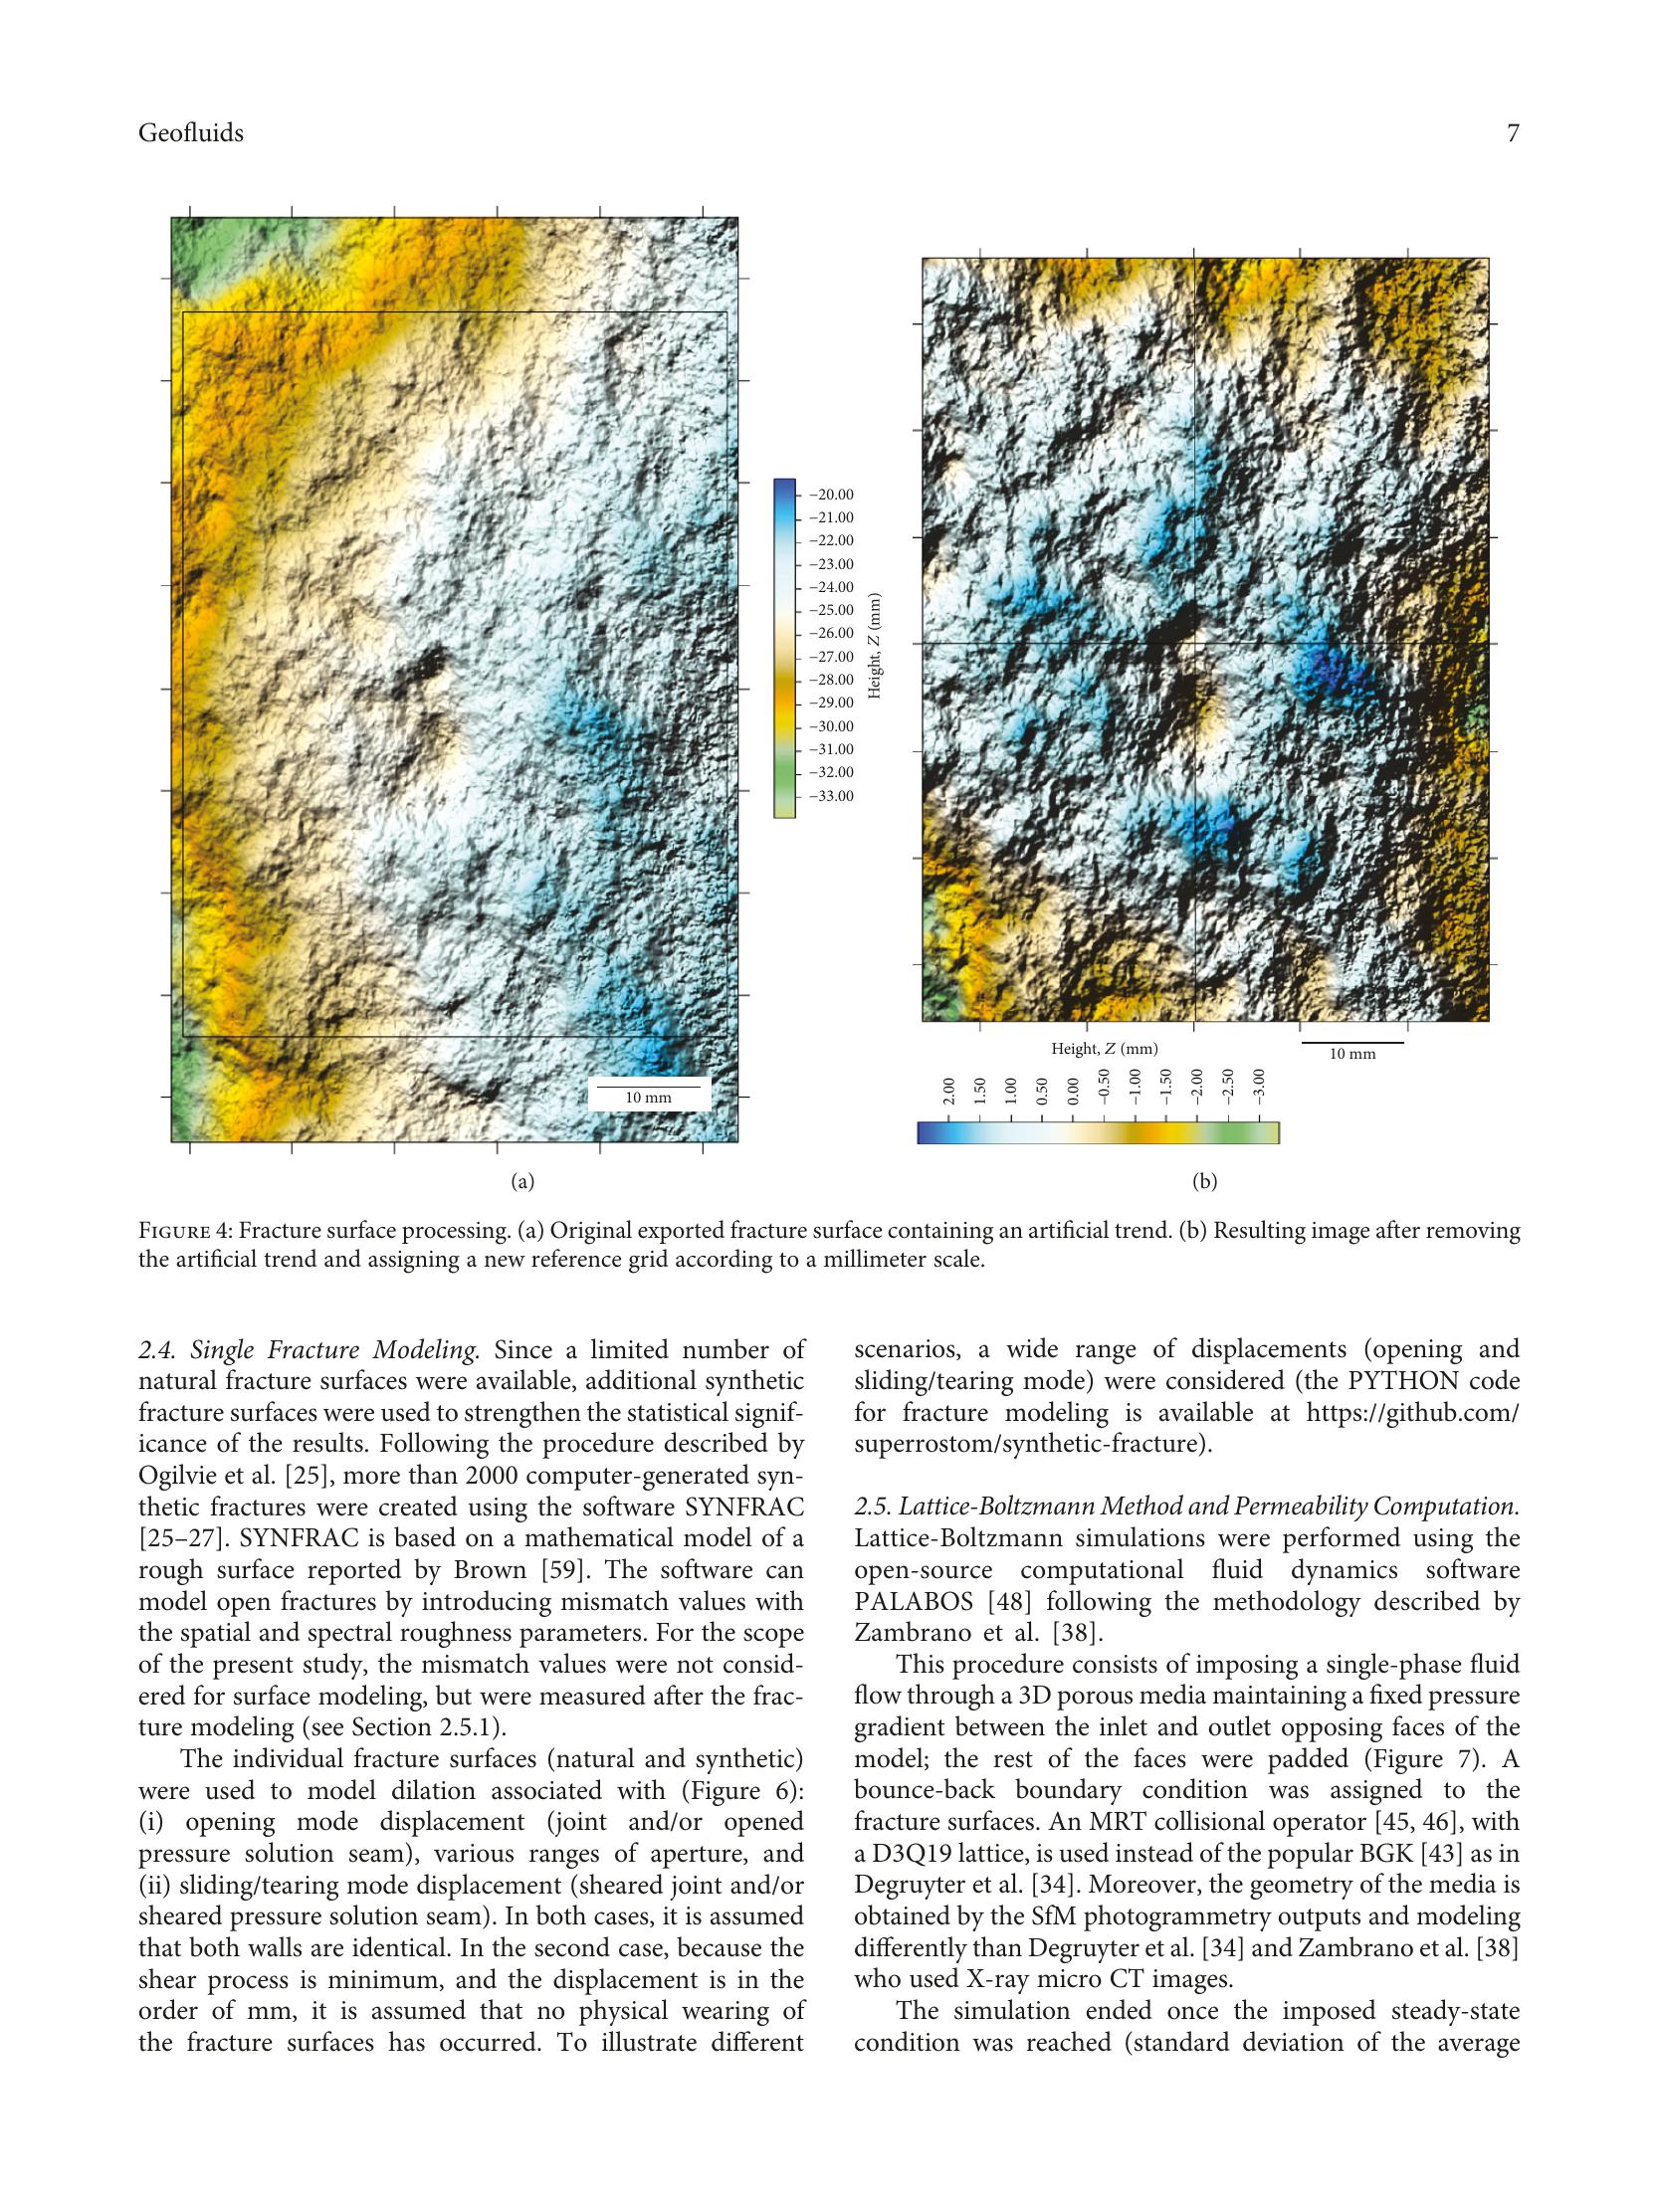 Geofluids
7
−20.00
−21.00
−22.00
−23.00
−24.00
−25.00
−26.00
−27.00
−28.00
−29.00
−30.00
−31.00
−32.00
−33.00
Height, Z (mm)
10 mm
(a)
Height, Z (mm)
10 mm
2.00
1.50
1.00
0.50
0.00
−0.50
−1.00
−1.50
−2.00
−2.50
−3.00
(b)
Figure 4: Fracture surface processing. (a) Original exported fracture surface containing an artificial trend. (b) Resulting image after removing
the artificial trend and assigning a new reference grid according to a millimeter scale.
2.4. Single Fracture Modeling. Since a limited number of
natural fracture surfaces were available, additional synthetic
fracture surfaces were used to strengthen the statistical signif-
icance of the results. Following the procedure described by
Ogilvie et al. [25], more than 2000 computer-generated syn-
thetic fractures were created using the software SYNFRAC
[25–27]. SYNFRAC is based on a mathematical model of a
rough surface reported by Brown [59]. The software can
model open fractures by introducing mismatch values with
the spatial and spectral roughness parameters. For the scope
of the present study, the mismatch values were not consid-
ered for surface modeling, but were measured after the frac-
ture modeling (see Section 2.5.1).
The individual fracture surfaces (natural and synthetic)
were used to model dilation associated with (Figure 6):
(i) opening mode displacement (joint and/or opened
pressure solution seam), various ranges of aperture, and
(ii) sliding/tearing mode displacement (sheared joint and/or
sheared pressure solution seam). In both cases, it is assumed
that both walls are identical. In the second case, because the
shear process is minimum, and the displacement is in the
order of mm, it is assumed that no physical wearing of
the fracture surfaces has occurred. To illustrate different
scenarios, a wide range of displacements (opening and
sliding/tearing mode) were considered (the PYTHON code
for fracture modeling is available at https://github.com/
superrostom/synthetic-fracture).
2.5. Lattice-Boltzmann Method and Permeability Computation.
Lattice-Boltzmann simulations were performed using the
open-source computational fluid dynamics software
PALABOS [48] following the methodology described by
Zambrano et al. [38].
This procedure consists of imposing a single-phase fluid
flow through a 3D porous media maintaining a fixed pressure
gradient between the inlet and outlet opposing faces of the
model; the rest of the faces were padded (Figure 7). A
bounce-back boundary condition was assigned to the
fracture surfaces. An MRT collisional operator [45, 46], with
a D3Q19 lattice, is used instead of the popular BGK [43] as in
Degruyter et al. [34]. Moreover, the geometry of the media is
obtained by the SfM photogrammetry outputs and modeling
differently than Degruyter et al. [34] and Zambrano et al. [38]
who used X-ray micro CT images.
The simulation ended once the imposed steady-state
condition was reached (standard deviation of the average